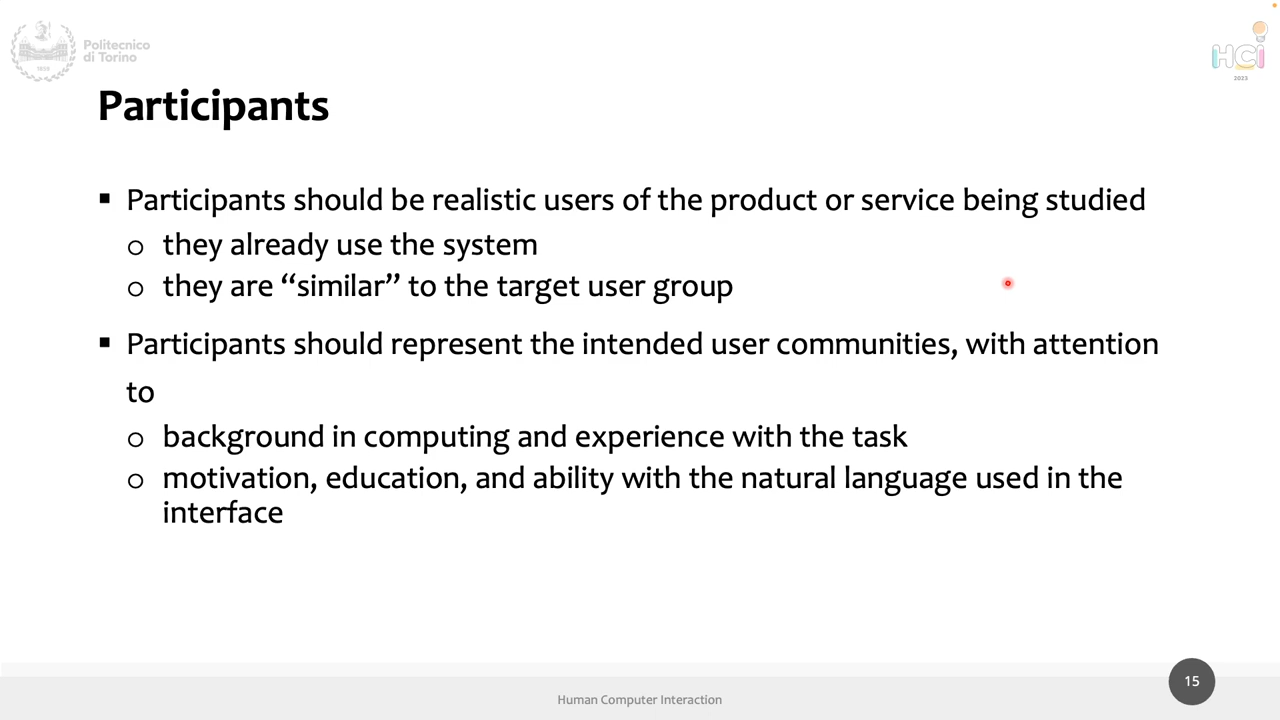 Politecnico
di Torino
1859
HCI
2023
Participants
▪ Participants should be realistic users of the product or service being studied
o they already use the system
o they are “similar” to the target user group
▪ Participants should represent the intended user communities, with attention
to
o background in computing and experience with the task
o motivation, education, and ability with the natural language used in the
interface
Human Computer Interaction
15